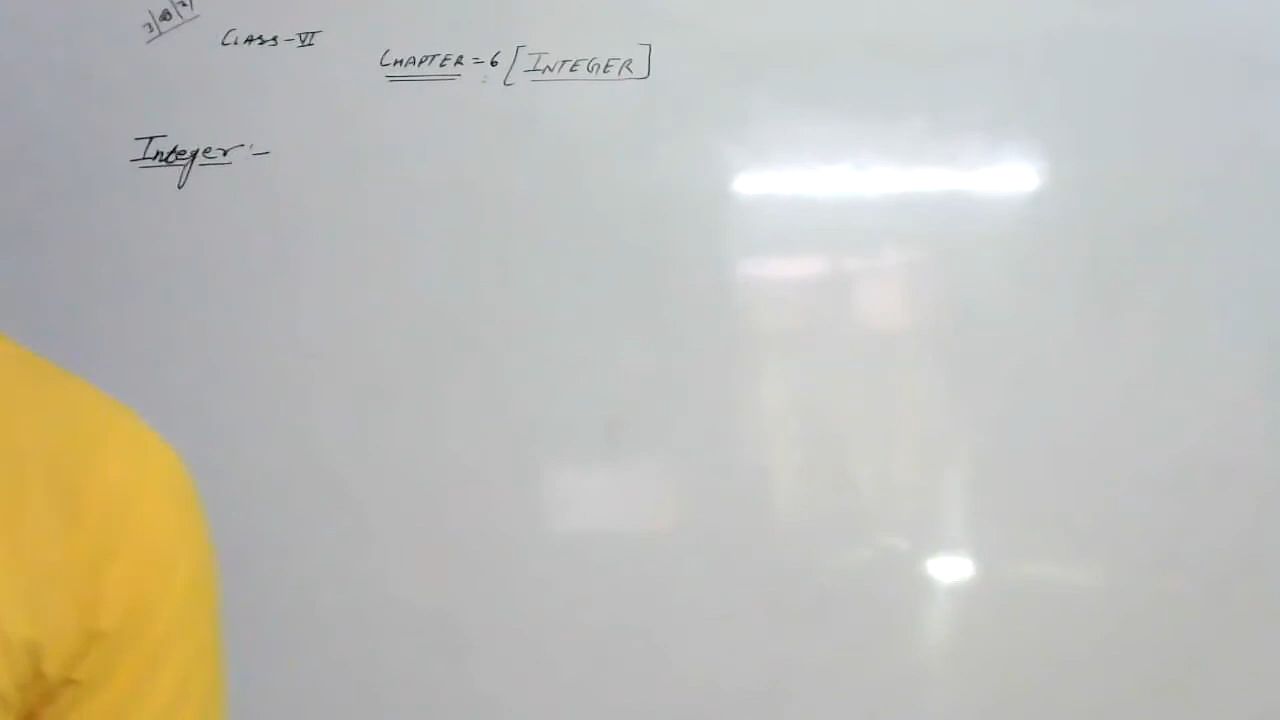 CLASS-VI
CHAPTER = 6 [INTEGER]
Integer :-